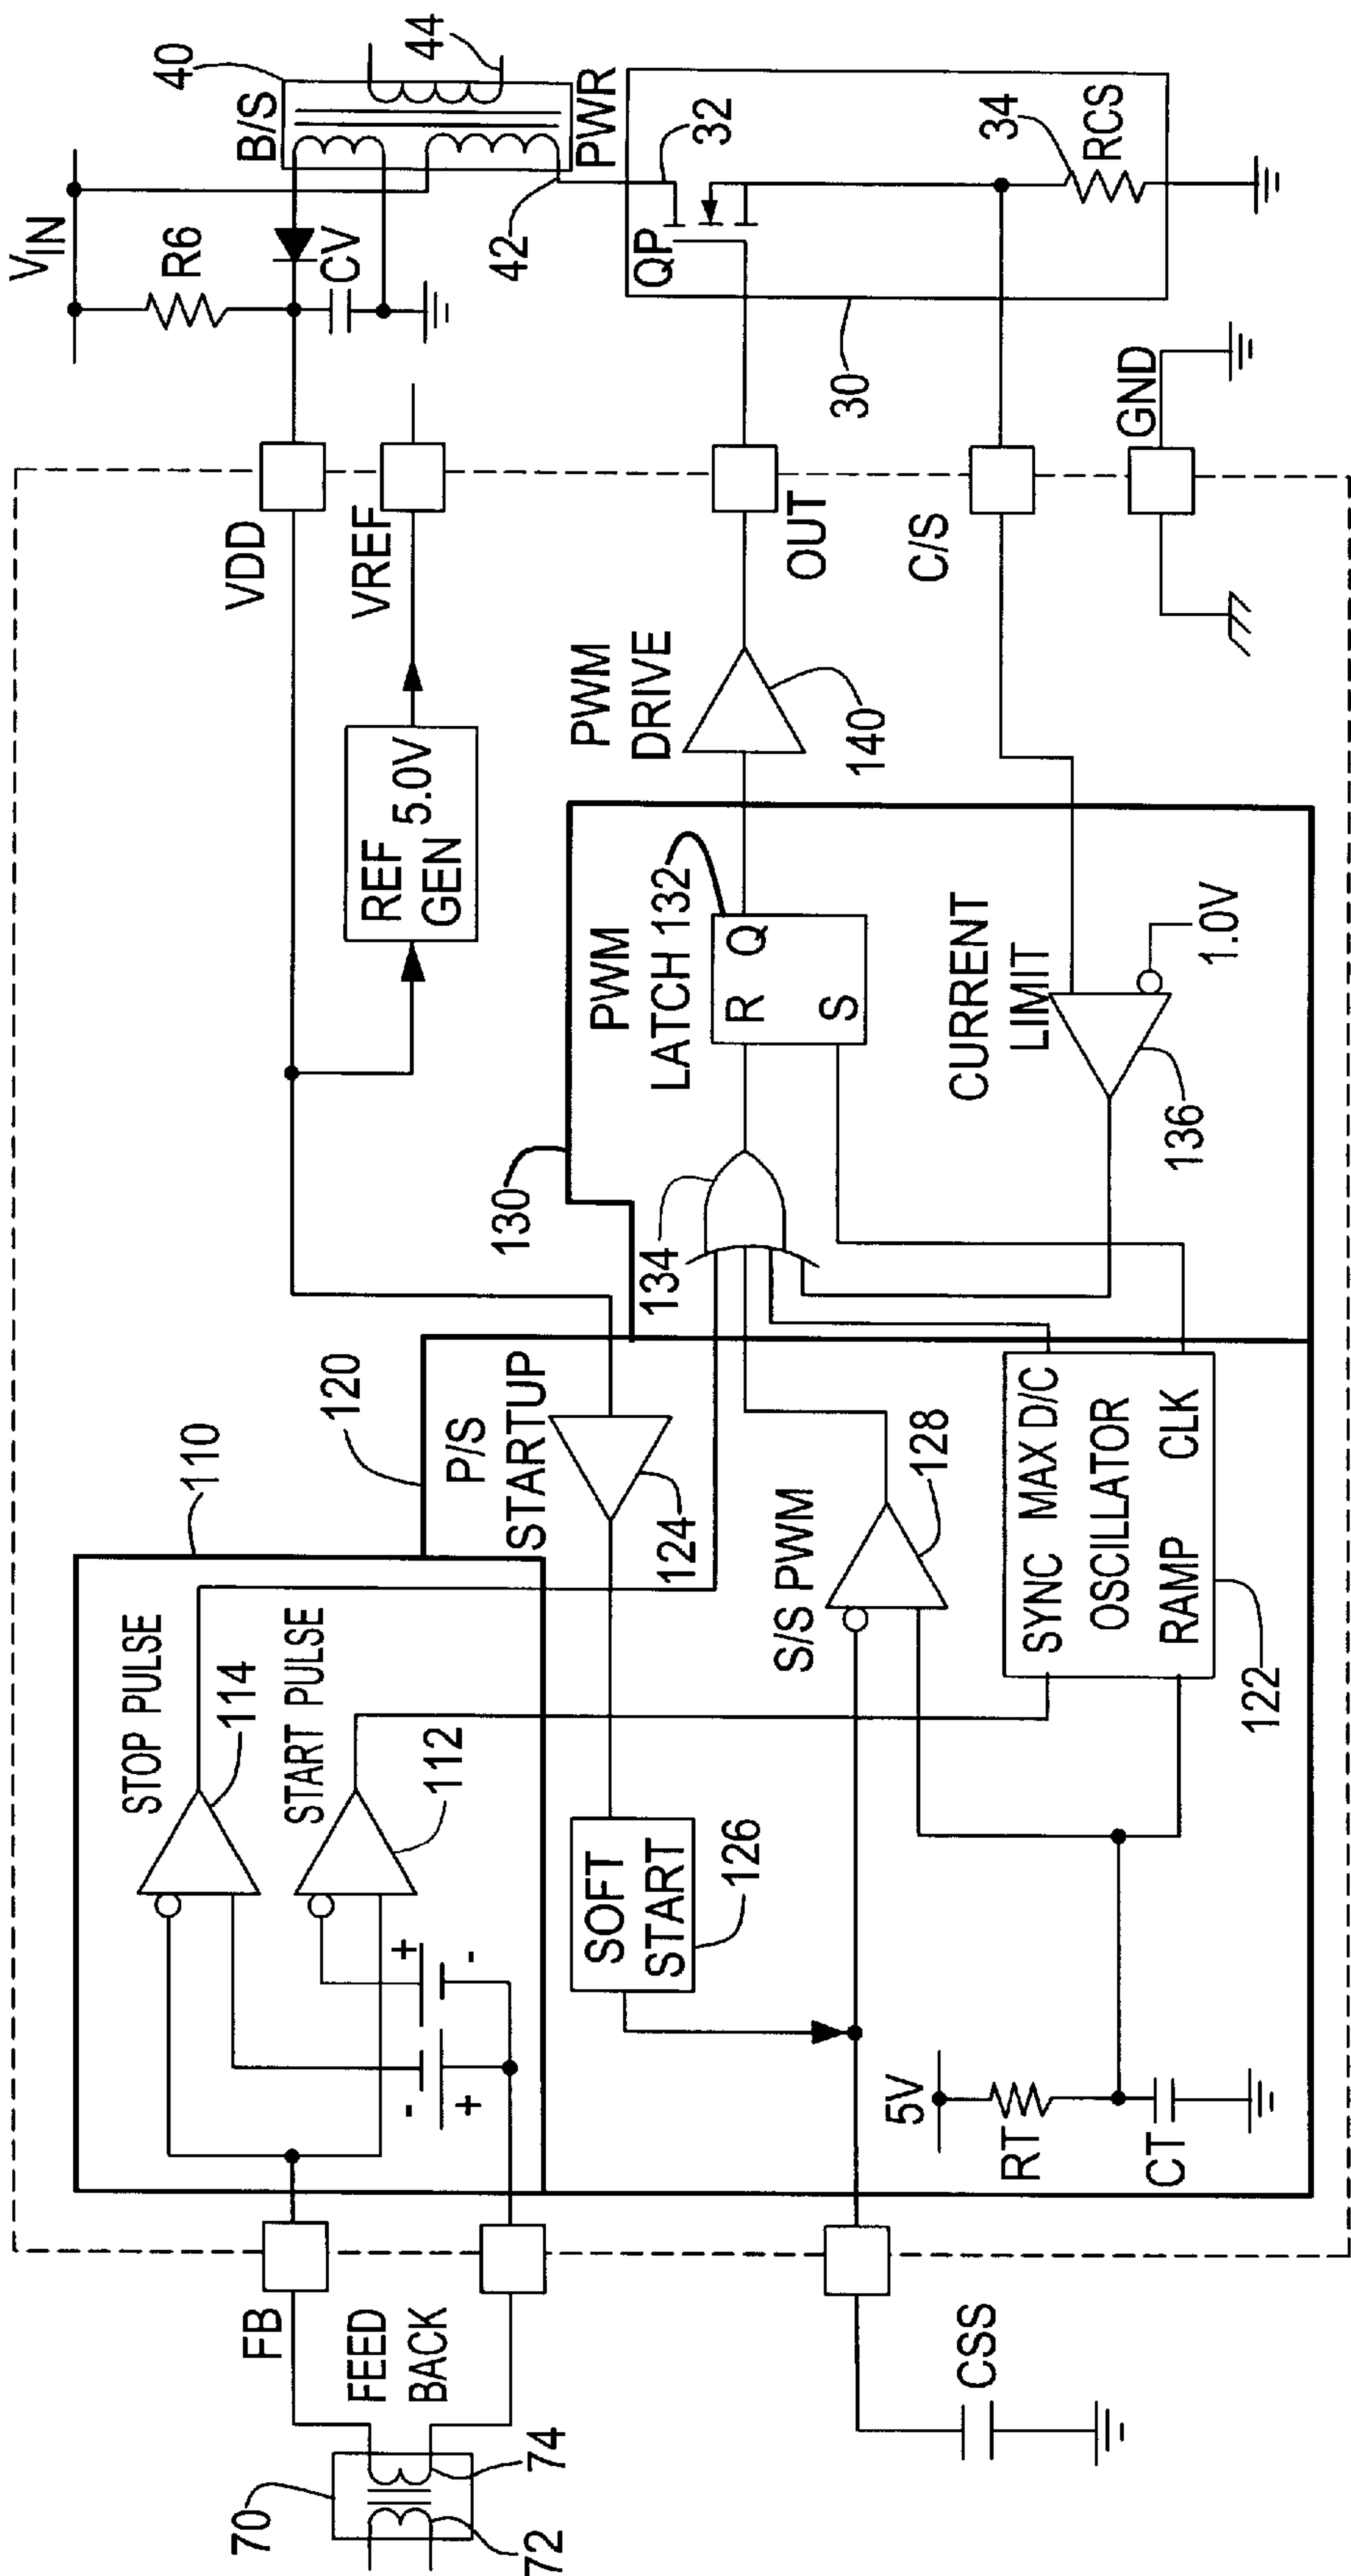 VIN
R6
CV
B/S
40
44
PWR
42
32
QP
34
RCS
30
VDD
VREF
OUT
C/S
GND
REF
GEN
5.0V
PWM
DRIVE
140
PWM
LATCH 132
R
Q
S
CURRENT
LIMIT
1.0V
136
130
134
120
P/S
STARTUP
124
110
STOP PULSE
114
START PULSE
112
+
-
-
+
SOFT
START
126
S/S PWM
128
SYNC
MAX D/C
OSCILLATOR
RAMP
CLK
122
5V
RT
CT
FB
FEED
BACK
70
72
74
CSS